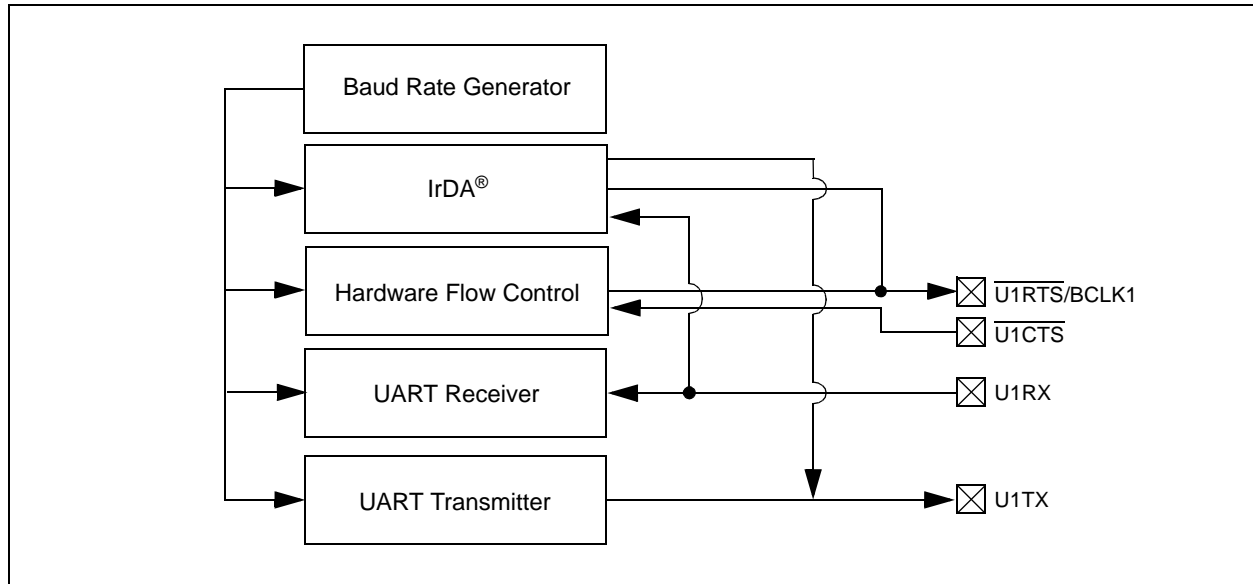 Baud Rate Generator
IrDA®
Hardware Flow Control
U1RTS/BCLK1
U1CTS
UART Receiver
U1RX
UART Transmitter
U1TX